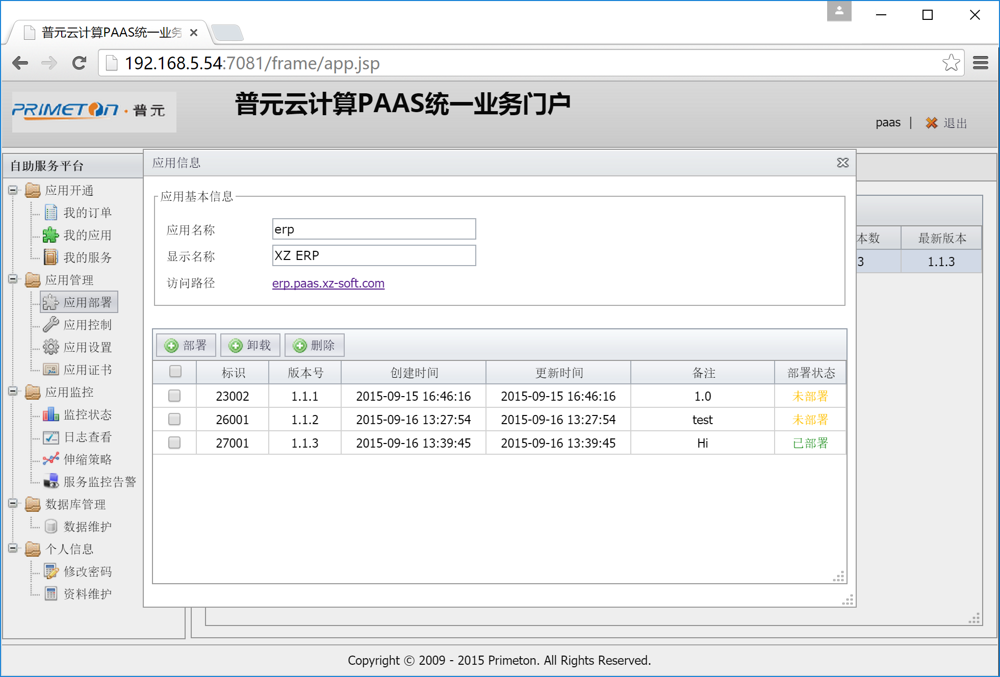 普元云计算PAAS统一业务
192.168.5.54:7081/frame/app.jsp
PRIMETON·普元
普元云计算PAAS统一业务门户
paas | 退出
自助服务平台
应用开通
我的订单
我的应用
我的服务
应用管理
应用部署
应用控制
应用设置
应用证书
应用监控
监控状态
日志查看
伸缩策略
服务监控告警
数据库管理
数据维护
个人信息
修改密码
资料维护
应用信息
应用基本信息
应用名称 erp
显示名称 XZ ERP
访问路径 erp.paas.xz-soft.com
部署 卸载 删除
标识 版本号 创建时间 更新时间 备注 部署状态
23002 1.1.1 2015-09-15 16:46:16 2015-09-15 16:46:16 1.0 未部署
26001 1.1.2 2015-09-16 13:27:54 2015-09-16 13:27:54 test 未部署
27001 1.1.3 2015-09-16 13:39:45 2015-09-16 13:39:45 Hi 已部署
本数 最新版本
3 1.1.3
Copyright © 2009 - 2015 Primeton. All Rights Reserved.